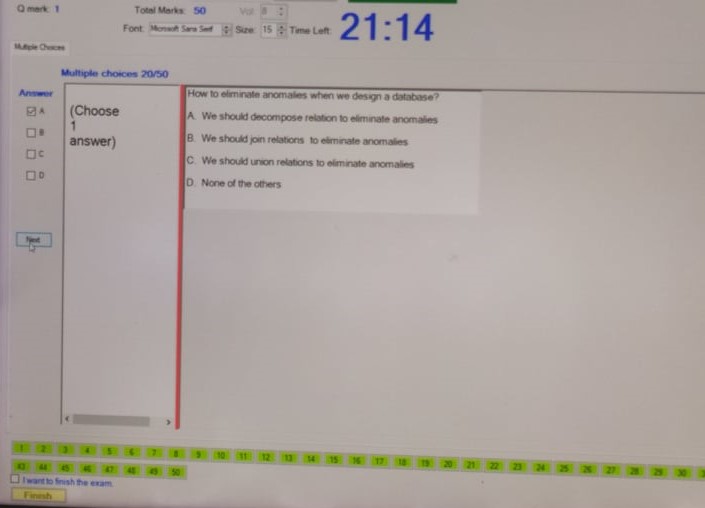 Q mark: 1 Total Marks: 50 Vol: 8
Font: Microsoft Sans Serif Size: 15 Time Left: 21:14
Multiple Choices
Multiple choices 20/50
Answer
A
B
C
D
(Choose
1
answer)
How to eliminate anomalies when we design a database?
A. We should decompose relation to eliminate anomalies
B. We should join relations to eliminate anomalies
C. We should union relations to eliminate anomalies
D. None of the others
Next
1 2 3 4 5 6 7 8 9 10 11 12 13 14 15 16 17 18 19 20 21 22 23 24 25 26 27 28 29 30
43 44 45 46 47 48 49 50
I want to finish the exam.
Finish